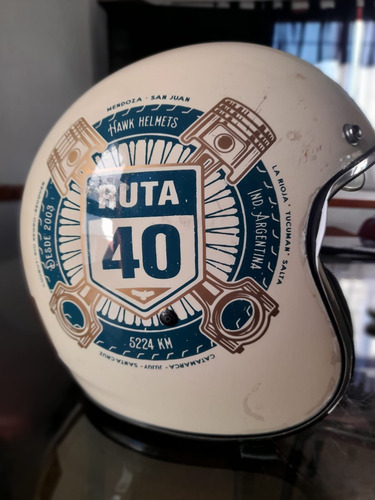 MENDOZA · SAN JUAN
HAWK HELMETS
LA RIOJA · TUCUMAN · SALTA
IND. ARGENTINA
DESDE 2003
RUTA
40
5224 KM
CATAMARCA · JUJUY · SANTA CRUZ